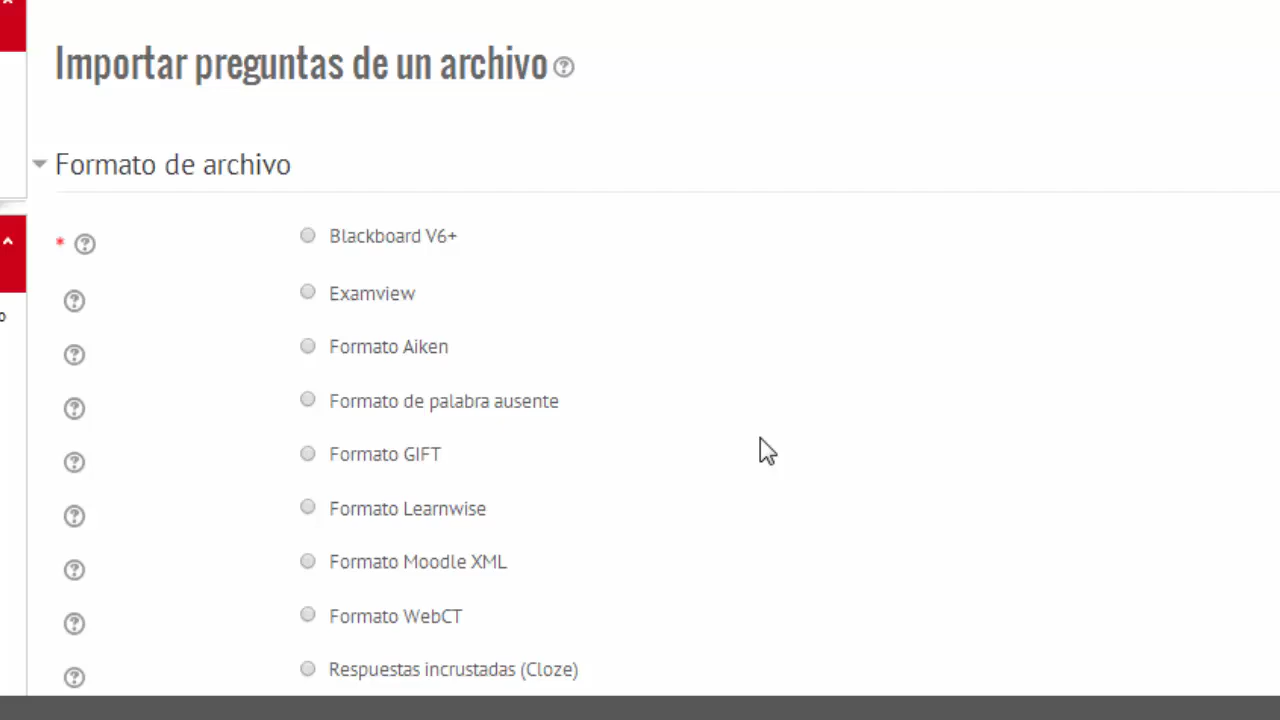 Importar preguntas de un archivo
Formato de archivo
* Blackboard V6+
Examview
Formato Aiken
Formato de palabra ausente
Formato GIFT
Formato Learnwise
Formato Moodle XML
Formato WebCT
Respuestas incrustadas (Cloze)